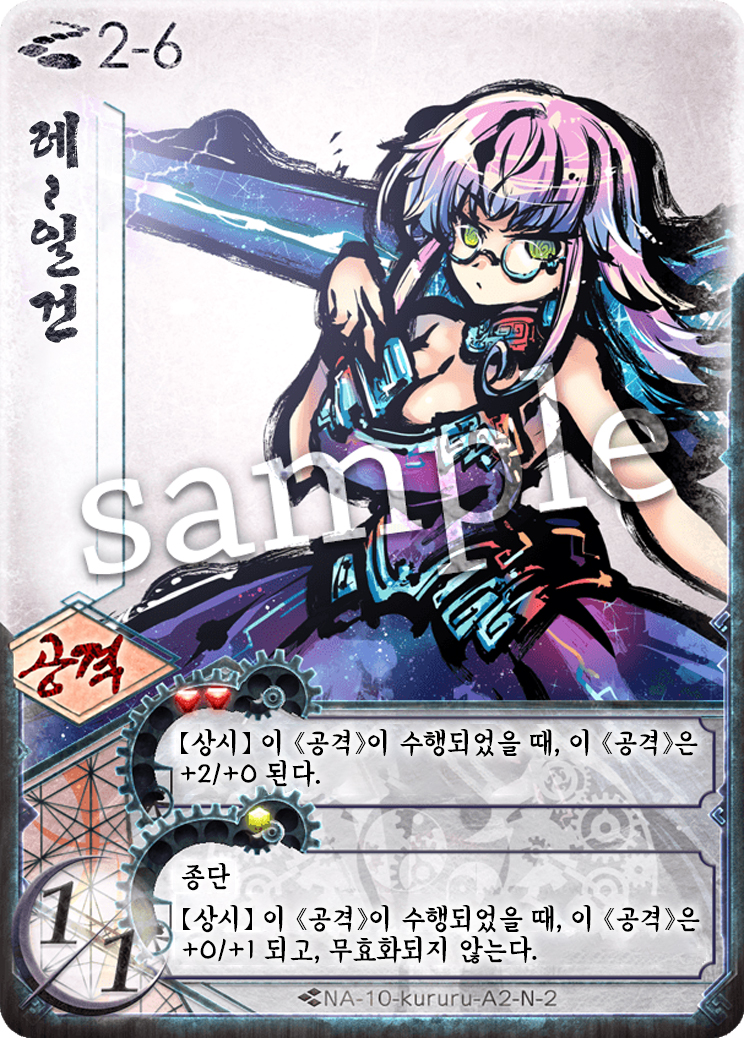 2-6
레~일건
sample
공격
【상시】 이 《공격》이 수행되었을 때, 이 《공격》은
+2/+0 된다.
종단
【상시】 이 《공격》이 수행되었을 때, 이 《공격》은
+0/+1 되고, 무효화되지 않는다.
1/1
NA-10-kururu-A2-N-2